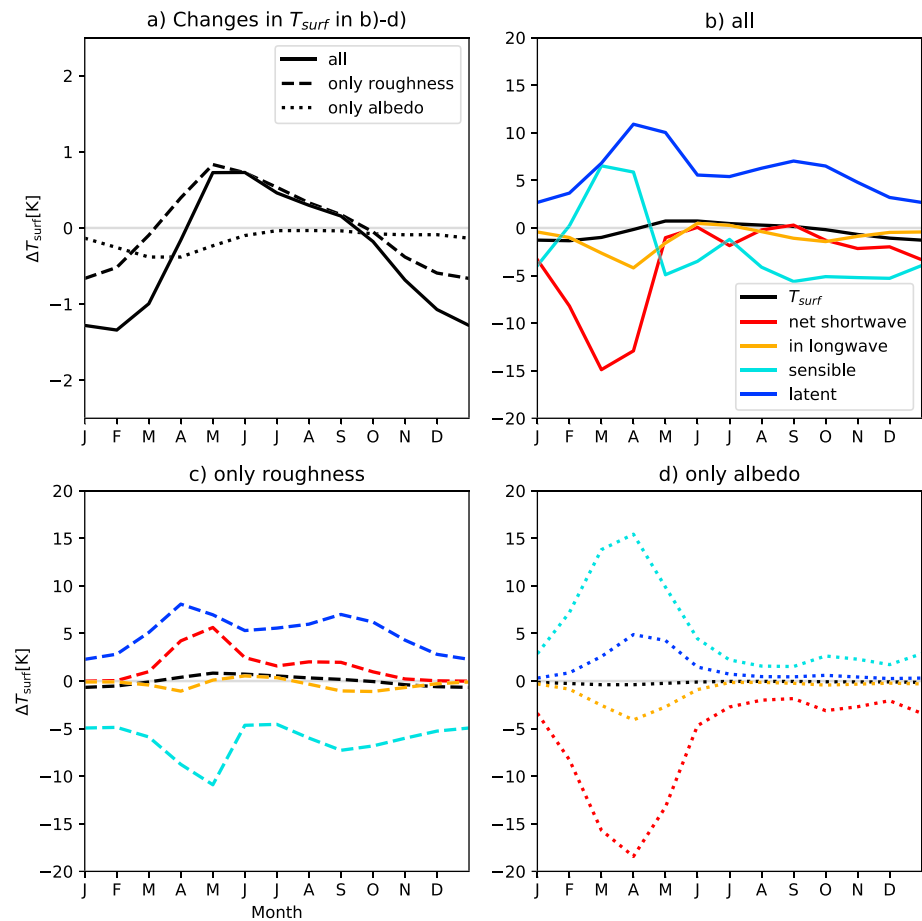 a) Changes in T_surf in b)-d)
2
1
0
−1
−2
ΔT_surf[K]
all
only roughness
only albedo
J F M A M J J A S O N D
b) all
20
15
10
5
0
−5
−10
−15
−20
T_surf
net shortwave
in longwave
sensible
latent
J F M A M J J A S O N D
c) only roughness
20
15
10
5
0
−5
−10
−15
−20
ΔT_surf[K]
J F M A M J J A S O N D
Month
d) only albedo
20
15
10
5
0
−5
−10
−15
−20
J F M A M J J A S O N D